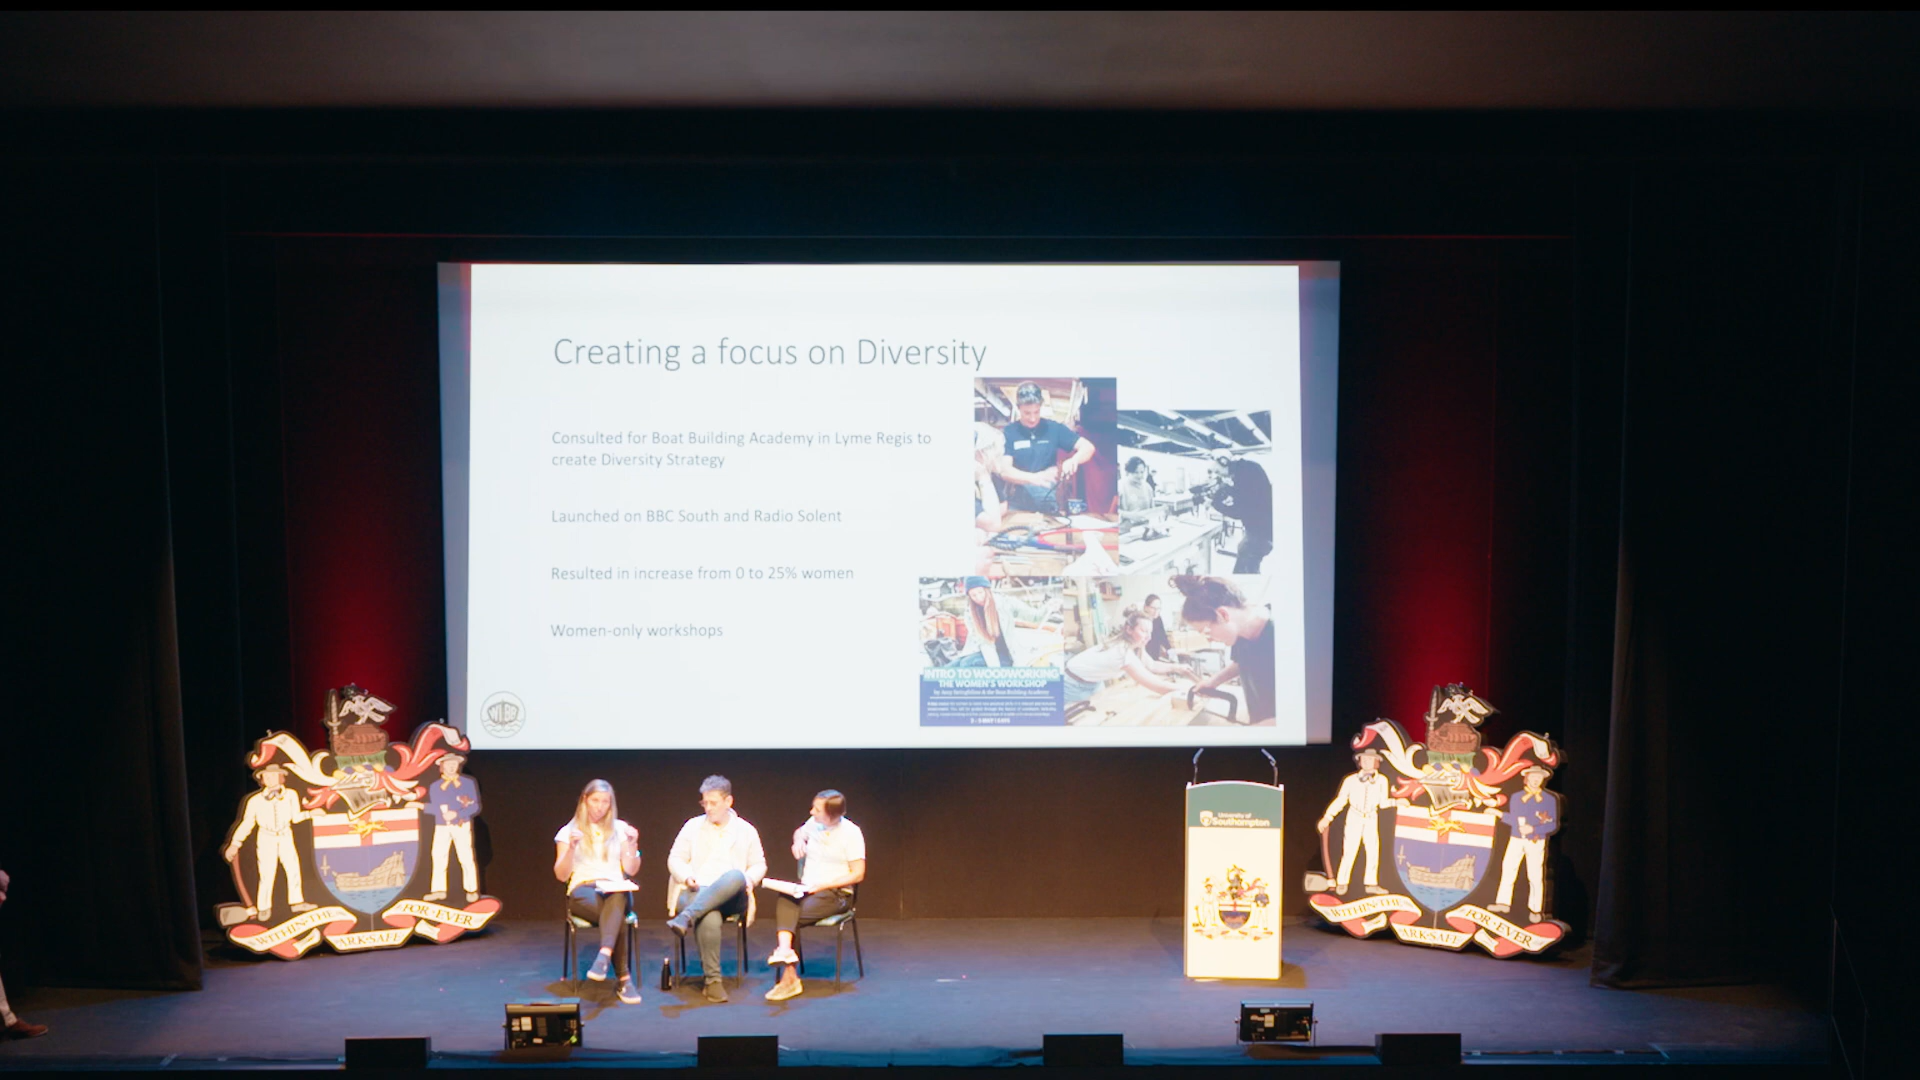 Creating a focus on Diversity
Consulted for Boat Building Academy in Lyme Regis to
create Diversity Strategy
Launched on BBC South and Radio Solent
Resulted in increase from 0 to 25% women
Women-only workshops
INTRO TO WOODWORKING
THE WOMEN'S WORKSHOP
University of
Southampton
WITHIN·THE
ARK·SAFE
FOR·EVER
WITHIN·THE
ARK·SAFE
FOR·EVER